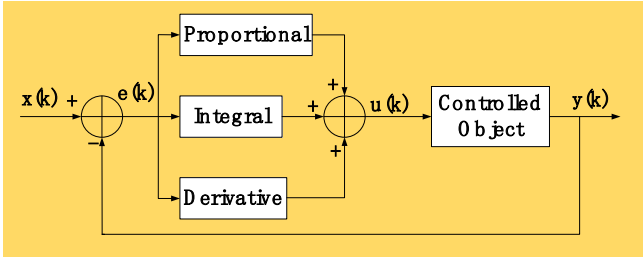 Proportional
x(k)
+
e(k)
+
+
Integral
u(k)
Controlled
Object
y(k)
−
+
Derivative